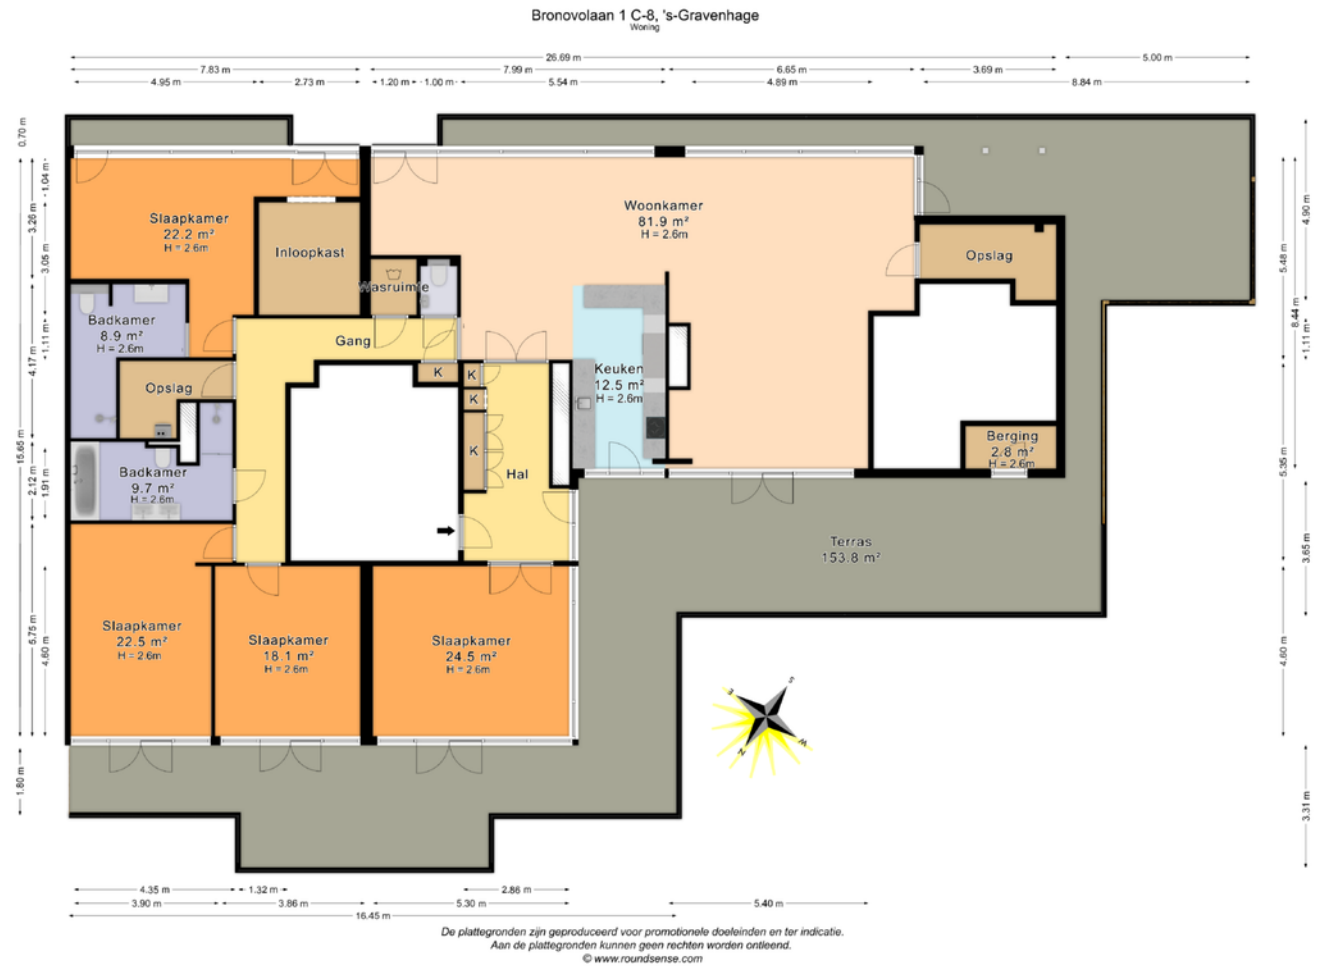 Bronovolaan 1 C-8, 's-Gravenhage
Woning
26.69 m
5.00 m
7.83 m
7.99 m
6.65 m
3.69 m
4.95 m
2.73 m
1.20 m
1.00 m
5.54 m
4.89 m
8.84 m
0.70 m
1.04 m
3.26 m
3.05 m
1.11 m
4.17 m
15.65 m
2.12 m
1.91 m
5.75 m
4.60 m
1.80 m
Slaapkamer
22.2 m²
H = 2.6m
Inloopkast
Woonkamer
81.9 m²
H = 2.6m
Opslag
Wasruimte
Badkamer
8.9 m²
H = 2.6m
Gang
Keuken
12.5 m²
H = 2.6m
K
K
K
K
Opslag
Hal
Badkamer
9.7 m²
H = 2.6m
Berging
2.8 m²
H = 2.6m
Terras
153.8 m²
Slaapkamer
22.5 m²
H = 2.6m
Slaapkamer
18.1 m²
H = 2.6m
Slaapkamer
24.5 m²
H = 2.6m
S
E
W
N
4.90 m
5.48 m
8.44 m
1.11 m
5.35 m
3.65 m
4.60 m
3.31 m
4.35 m
1.32 m
2.86 m
3.90 m
3.86 m
5.30 m
5.40 m
16.45 m
De plattegronden zijn geproduceerd voor promotionele doeleinden en ter indicatie.
Aan de plattegronden kunnen geen rechten worden ontleend.
© www.roundsense.com